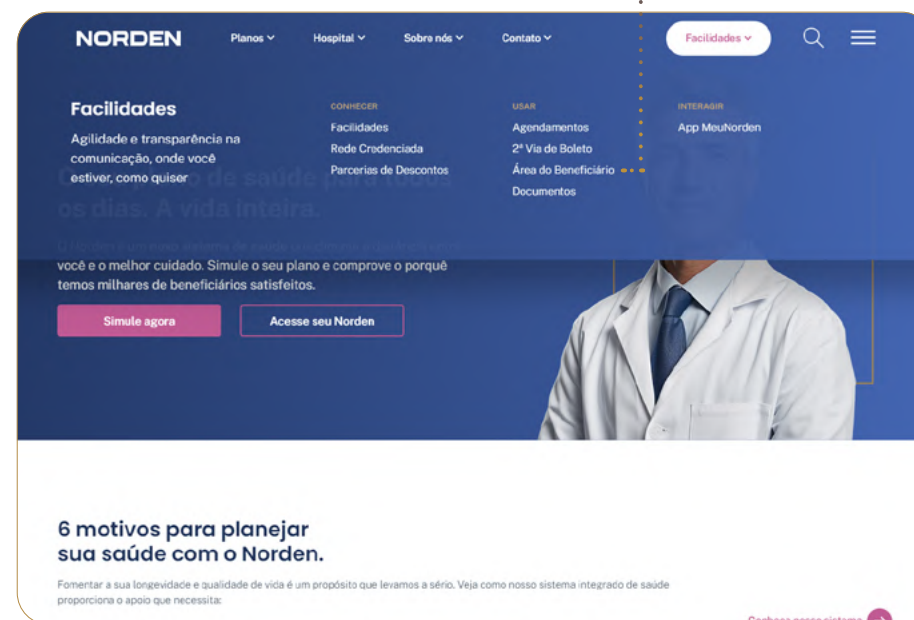 NORDEN
Planos
Hospital
Sobre nós
Contato
Facilidades
Facilidades
Agilidade e transparência na
comunicação, onde você
estiver, como quiser
CONHECER
Facilidades
Rede Credenciada
Parcerias de Descontos
USAR
Agendamentos
2ª Via de Boleto
Área do Beneficiário
Documentos
INTERAGIR
App MeuNorden
de saúde para todos
os dias. A vida inteira.
você e o melhor cuidado. Simule o seu plano e comprove o porquê
temos milhares de beneficiários satisfeitos.
Simule agora
Acesse seu Norden
6 motivos para planejar
sua saúde com o Norden.
Fomentar a sua longevidade e qualidade de vida é um propósito que levamos a sério. Veja como nosso sistema integrado de saúde
proporciona o apoio que necessita: